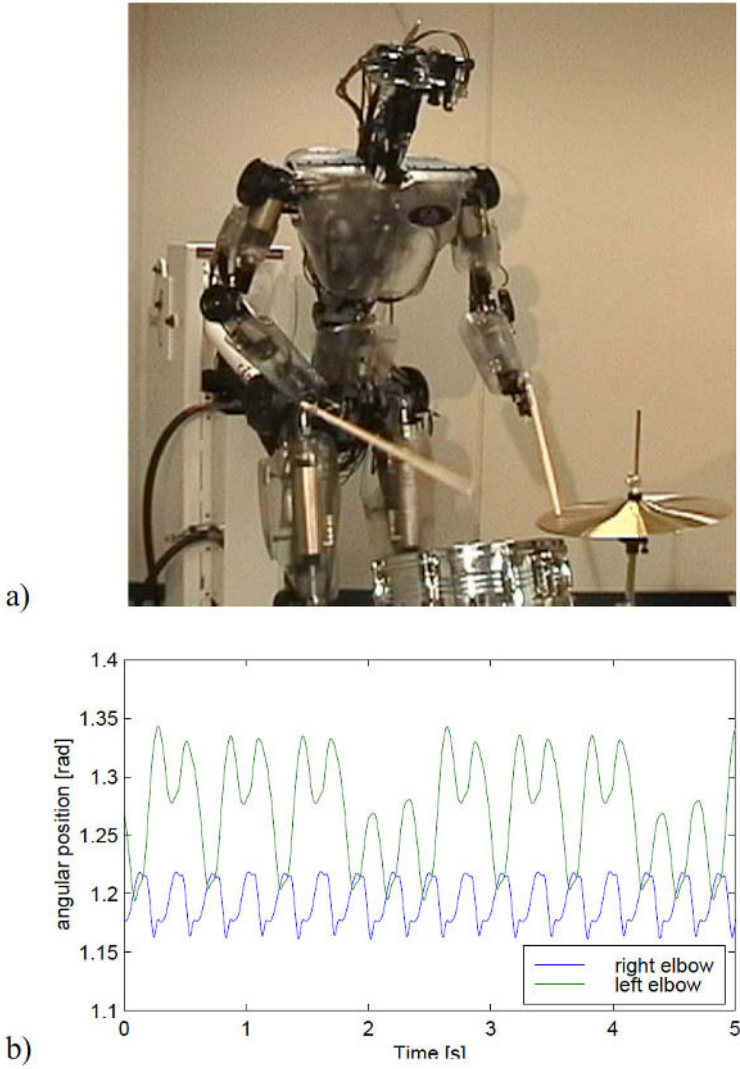 a)
1.4
1.35
1.3
1.25
1.2
1.15
1.1
angular position [rad]
right elbow
left elbow
0 1 2 3 4 5
Time [s]
b)